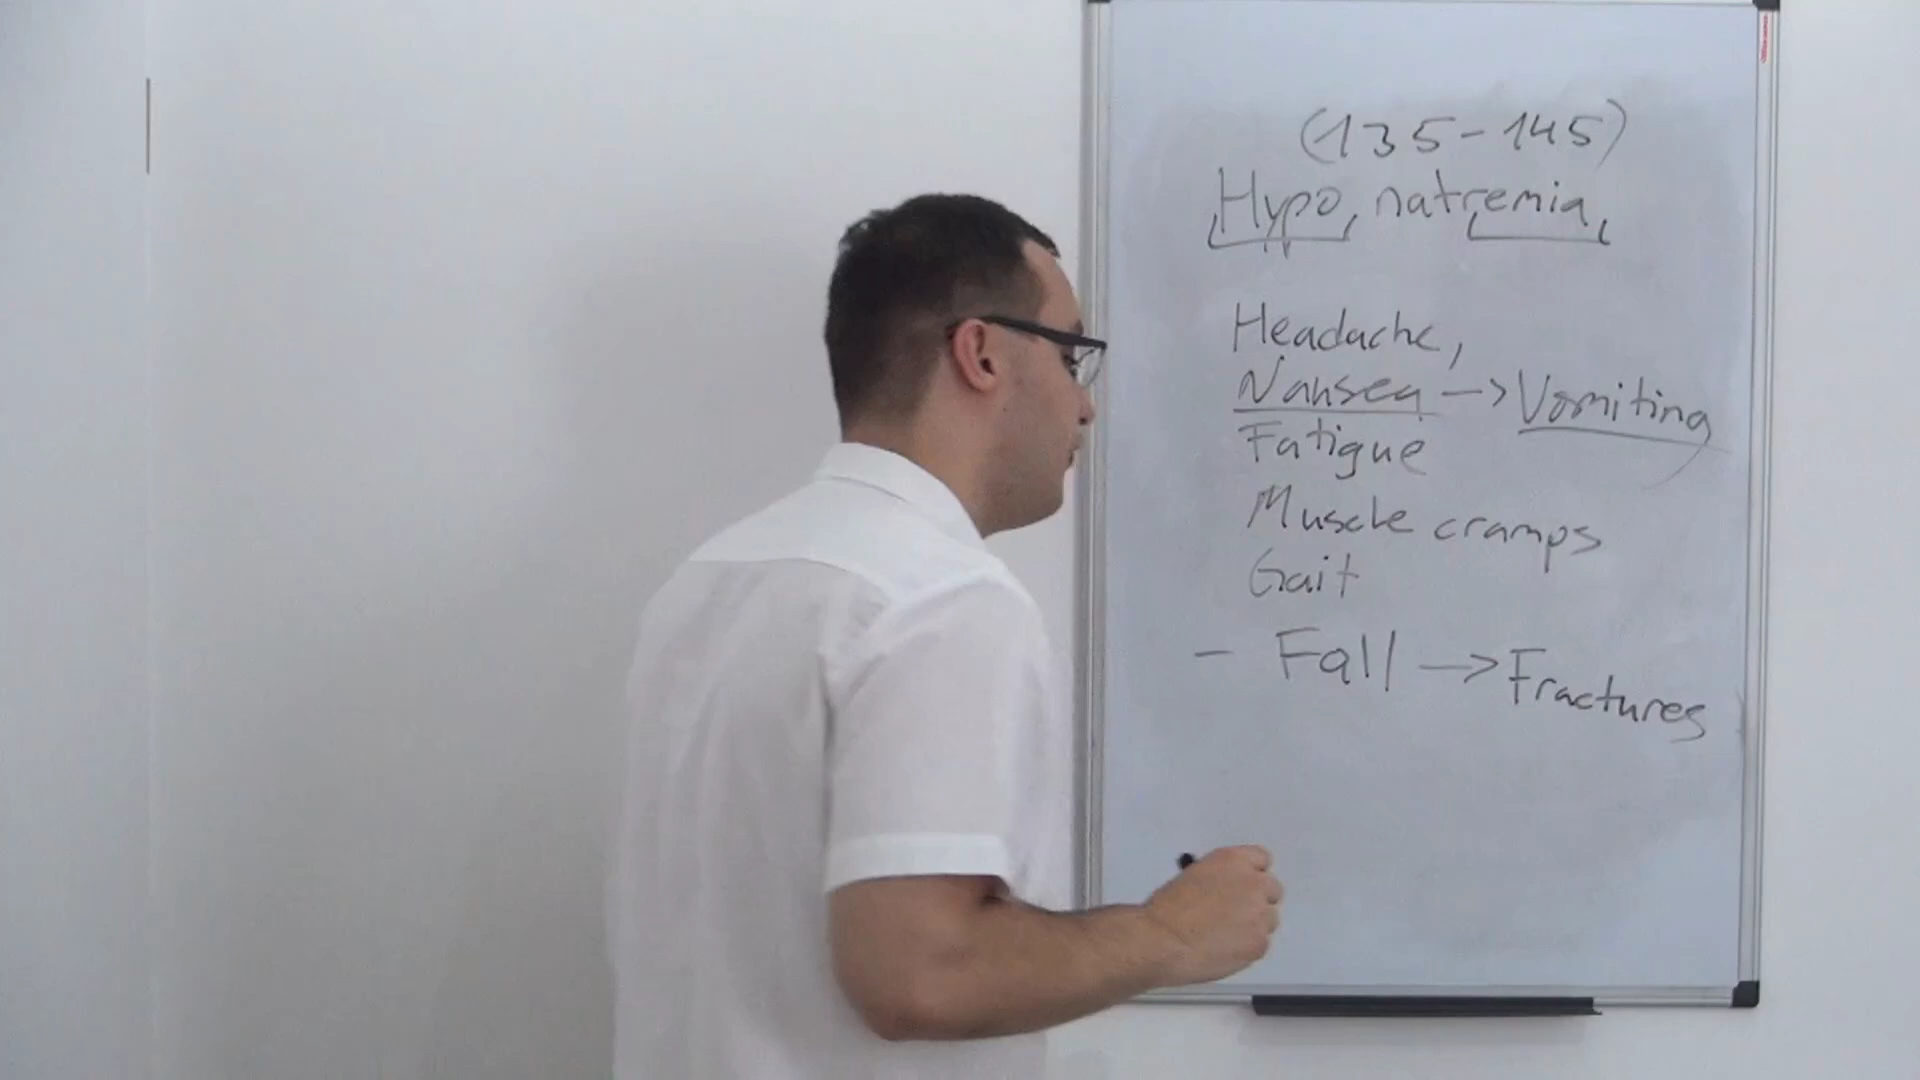 (135-145)
Hypo, natremia,
Headache,
Nausea -> Vomiting
Fatigue
Muscle cramps
Gait
- Fall -> Fractures